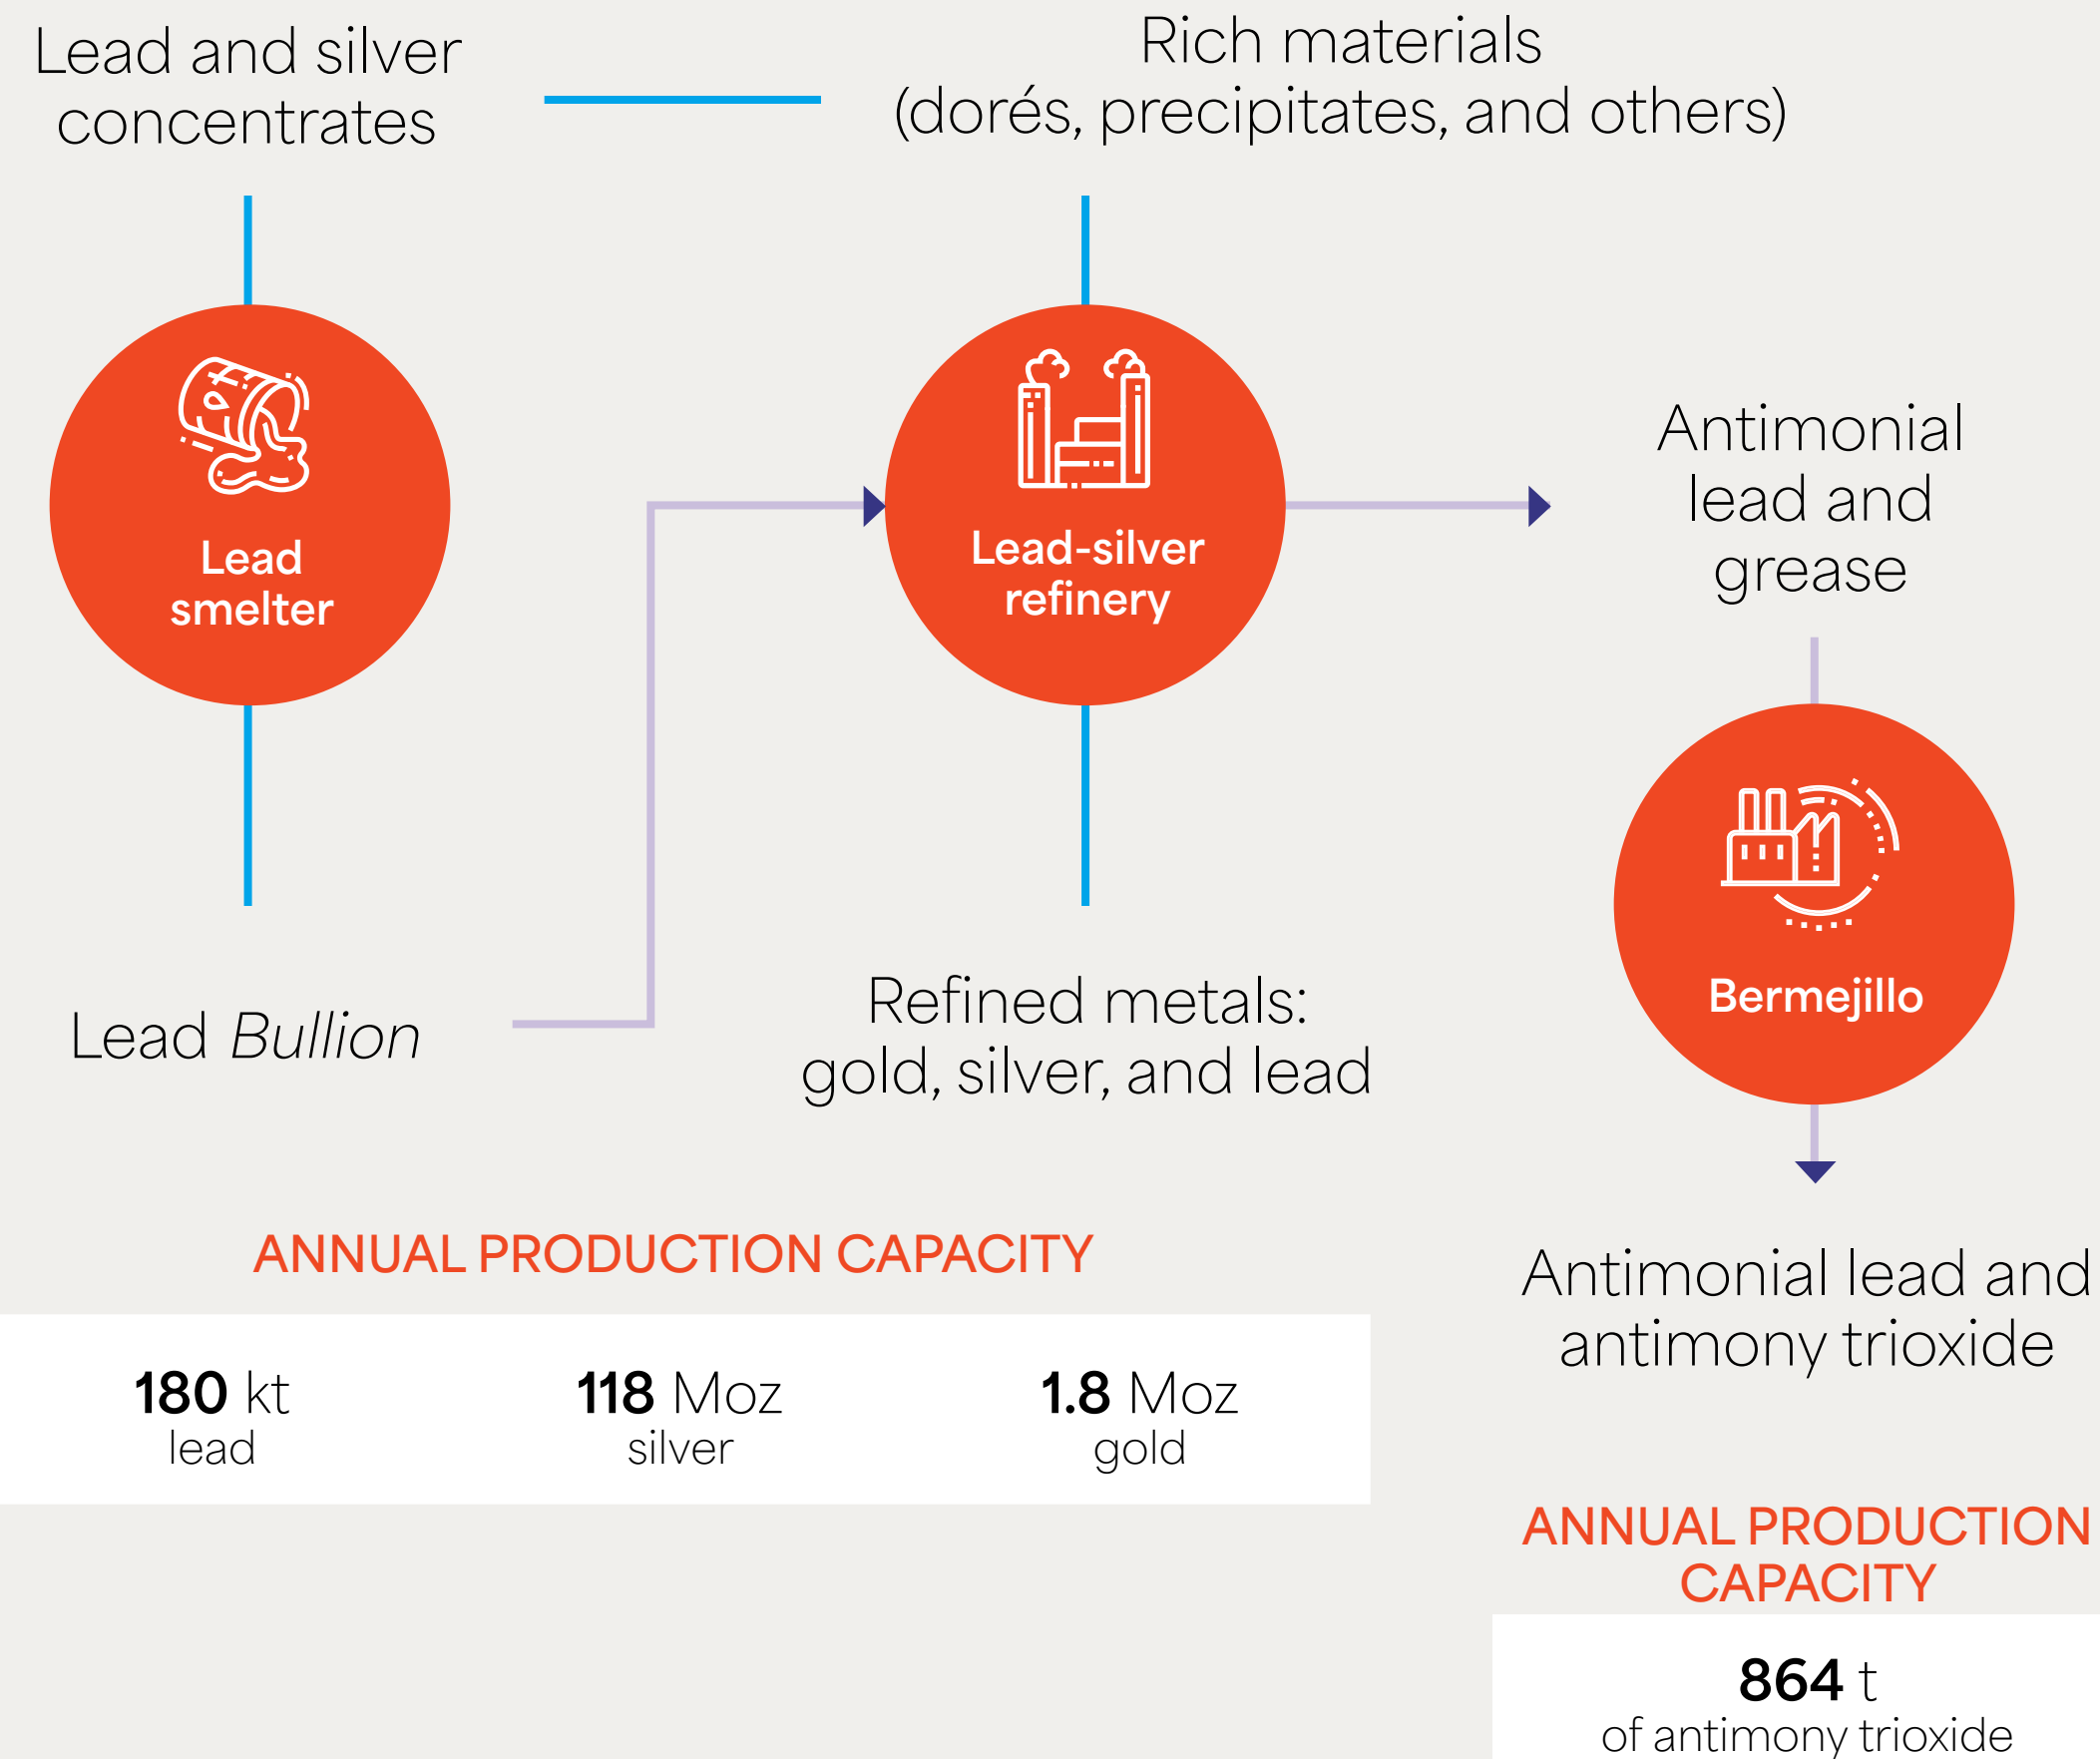 Lead and silver
concentrates
Rich materials
(dorés, precipitates, and others)
Lead
smelter
Lead-silver
refinery
Antimonial
lead and
grease
Bermejillo
Lead Bullion
Refined metals:
gold, silver, and lead
Antimonial lead and
antimony trioxide
ANNUAL PRODUCTION CAPACITY
180 kt
lead
118 Moz
silver
1.8 Moz
gold
ANNUAL PRODUCTION
CAPACITY
864 t
of antimony trioxide